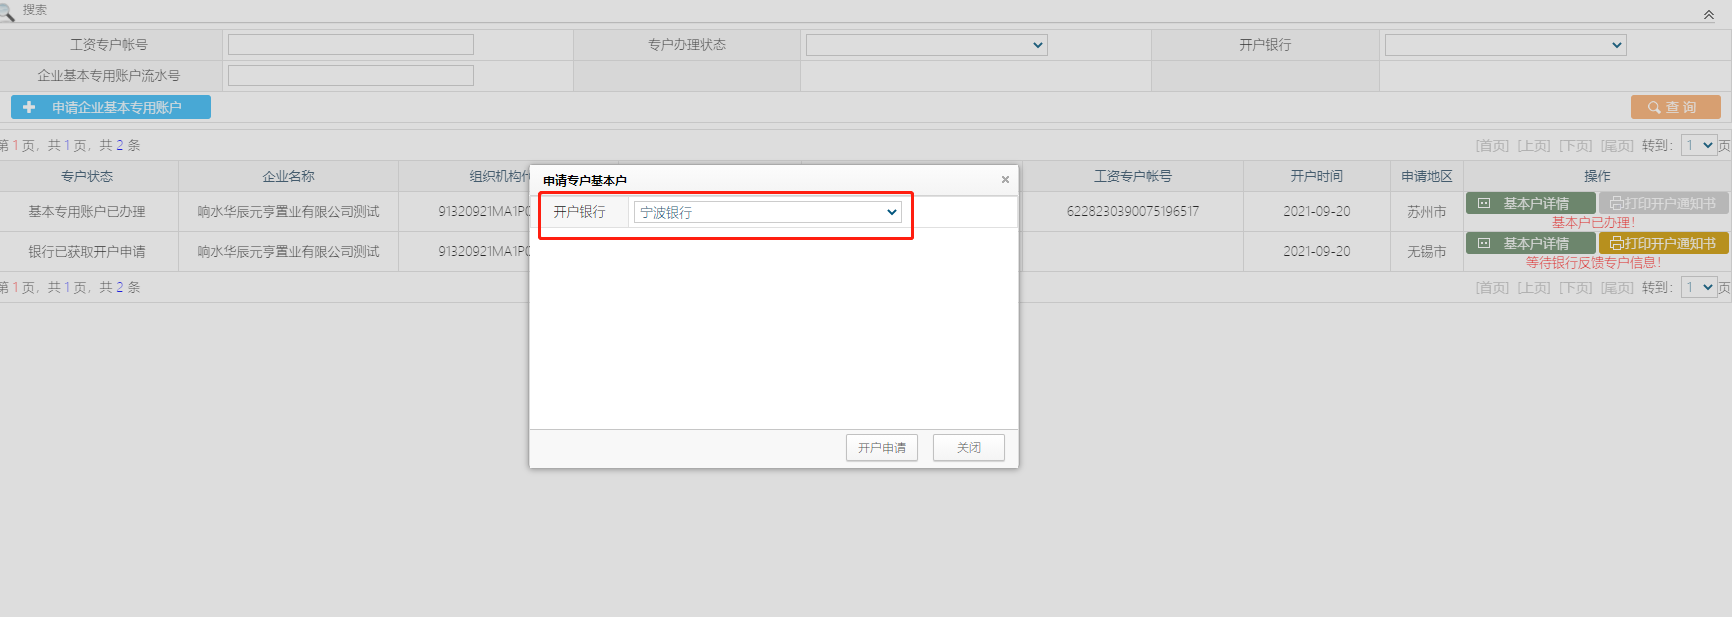 搜索
工资专户帐号 专户办理状态 开户银行
企业基本专用账户流水号
申请企业基本专用账户 查 询
第 1 页，共 1 页，共 2 条 [首页] [上页] [下页] [尾页] 转到： 1 页
专户状态 企业名称 组织机构 工资专户帐号 开户时间 申请地区 操作
基本专用账户已办理 响水华辰元亨置业有限公司测试 91320921MA1P 6228230390075196517 2021-09-20 苏州市 基本户详情 打印开户通知书
基本户已办理！
银行已获取开户申请 响水华辰元亨置业有限公司测试 91320921MA1P 2021-09-20 无锡市 基本户详情 打印开户通知书
等待银行反馈专户信息！
第 1 页，共 1 页，共 2 条 [首页] [上页] [下页] [尾页] 转到： 1 页
申请专户基本户 ×
开户银行 宁波银行
开户申请 关闭